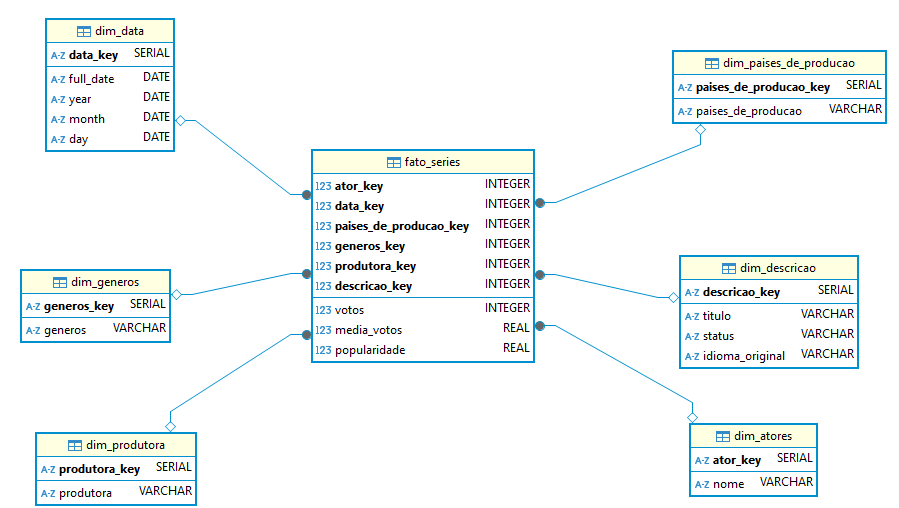 dim_data
A-Z data_key SERIAL
A-Z full_date DATE
A-Z year DATE
A-Z month DATE
A-Z day DATE
dim_paises_de_producao
A-Z paises_de_producao_key SERIAL
A-Z paises_de_producao VARCHAR
fato_series
123 ator_key INTEGER
123 data_key INTEGER
123 paises_de_producao_key INTEGER
123 generos_key INTEGER
123 produtora_key INTEGER
123 descricao_key INTEGER
123 votos INTEGER
123 media_votos REAL
123 popularidade REAL
dim_generos
A-Z generos_key SERIAL
A-Z generos VARCHAR
dim_descricao
A-Z descricao_key SERIAL
A-Z titulo VARCHAR
A-Z status VARCHAR
A-Z idioma_original VARCHAR
dim_produtora
A-Z produtora_key SERIAL
A-Z produtora VARCHAR
dim_atores
A-Z ator_key SERIAL
A-Z nome VARCHAR